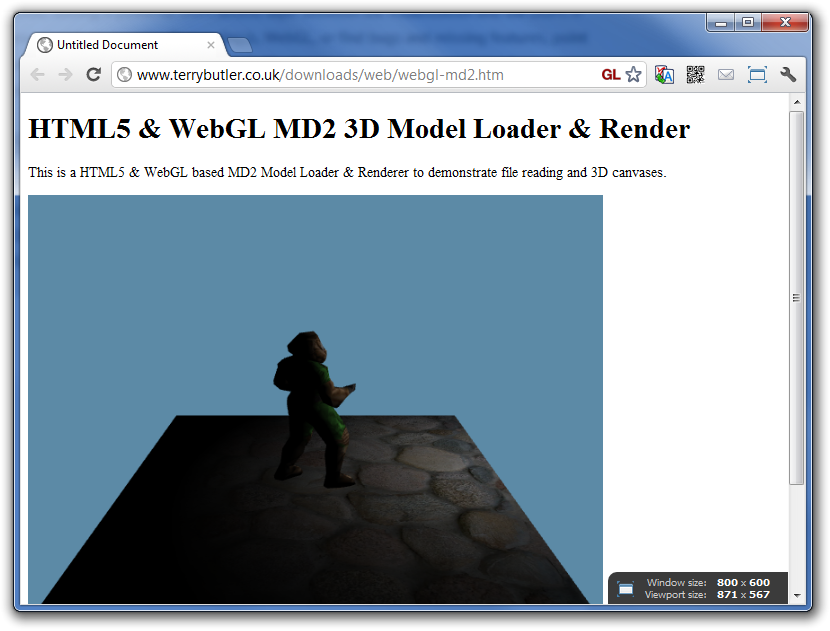 Untitled Document
www.terrybutler.co.uk/downloads/web/webgl-md2.htm GL
HTML5 & WebGL MD2 3D Model Loader & Render
This is a HTML5 & WebGL based MD2 Model Loader & Renderer to demonstrate file reading and 3D canvases.
Window size: 800 x 600
Viewport size: 871 x 567